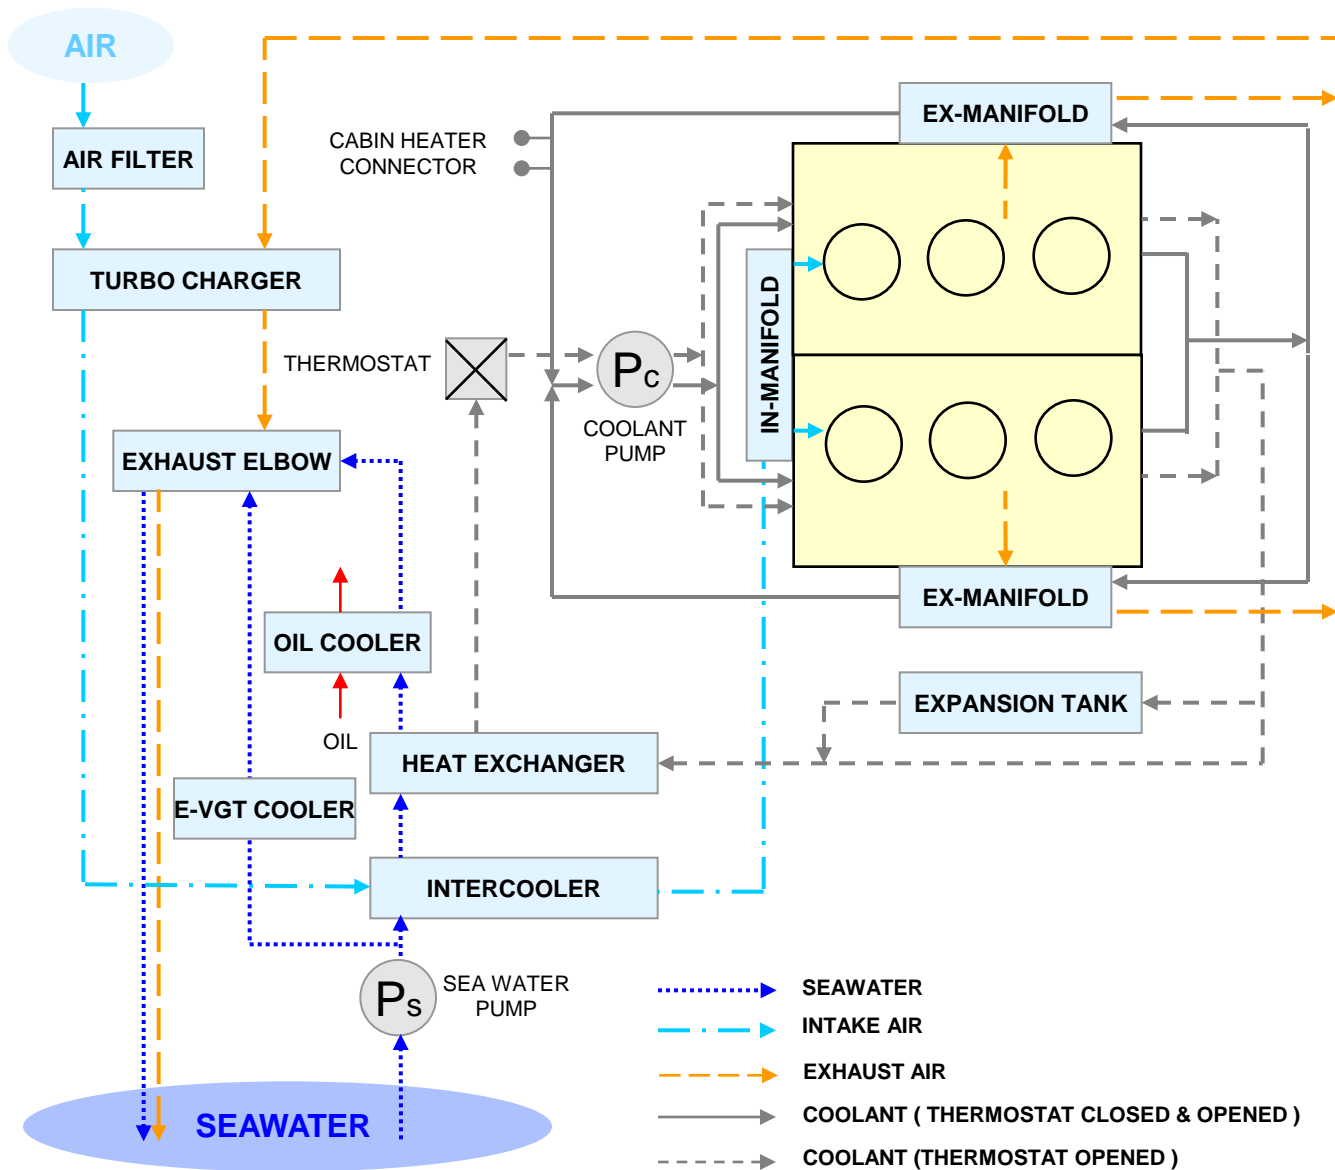 AIR
AIR FILTER
TURBO CHARGER
CABIN HEATER
CONNECTOR
EX-MANIFOLD
THERMOSTAT
Pc
COOLANT
PUMP
IN-MANIFOLD
EXHAUST ELBOW
EX-MANIFOLD
OIL COOLER
OIL
EXPANSION TANK
HEAT EXCHANGER
E-VGT COOLER
INTERCOOLER
Ps
SEA WATER
PUMP
SEAWATER
SEAWATER
INTAKE AIR
EXHAUST AIR
COOLANT ( THERMOSTAT CLOSED & OPENED )
COOLANT (THERMOSTAT OPENED )